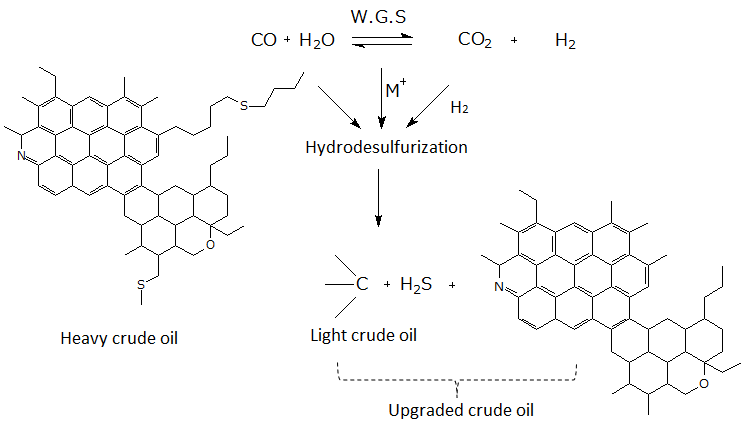 W.G.S
CO + H2O CO2 + H2
M+
H2
S
Hydrodesulfurization
N
O
S
C + H2S +
N
O
Heavy crude oil
Light crude oil
Upgraded crude oil